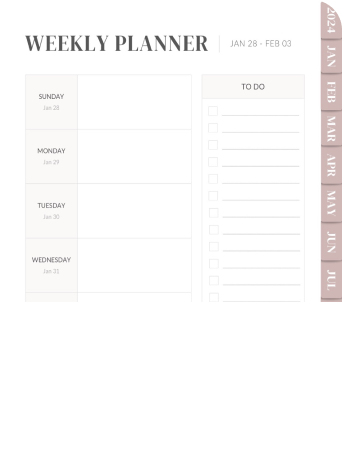 WEEKLY PLANNER
JAN 28 - FEB 03
SUNDAY
Jan 28
MONDAY
Jan 29
TUESDAY
Jan 30
WEDNESDAY
Jan 31
TO DO
2024
JAN
FEB
MAR
APR
MAY
JUN
JUL